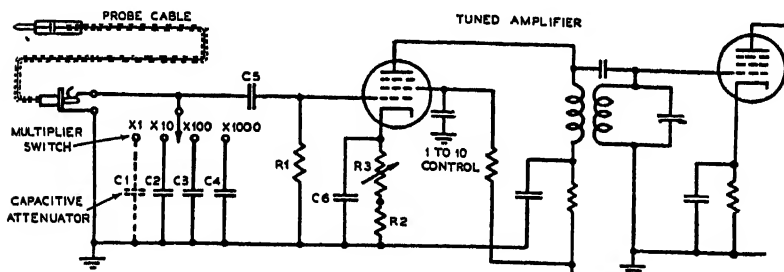 PROBE CABLE
TUNED AMPLIFIER
C5
MULTIPLIER SWITCH
X1 X10 X100 X1000
R1
R3
1 TO 10 CONTROL
CAPACITIVE ATTENUATOR
C1 C2 C3 C4
C6
R2